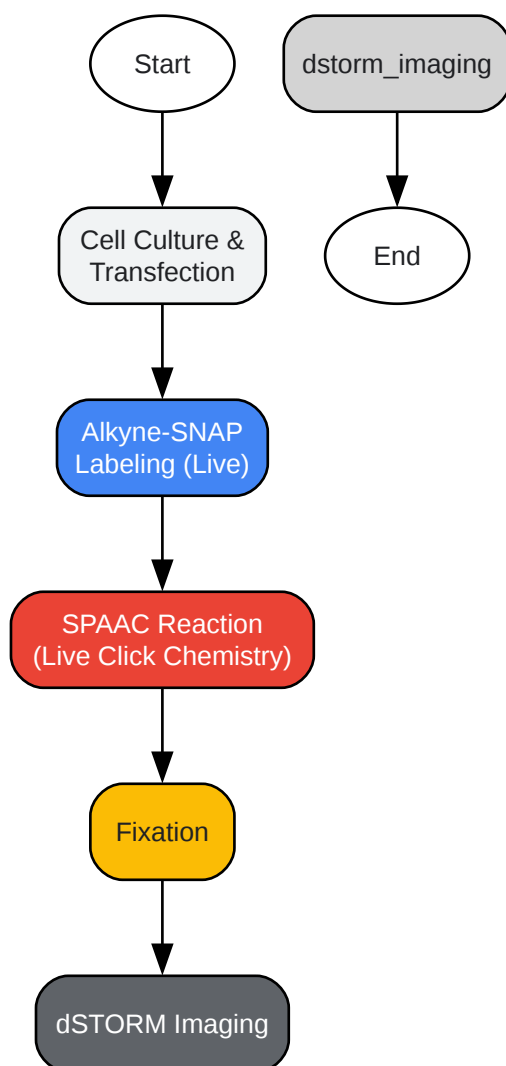 Start
Cell Culture &
Transfection
Alkyne-SNAP
Labeling (Live)
SPAAC Reaction
(Live Click Chemistry)
Fixation
dSTORM Imaging
dstorm_imaging
End